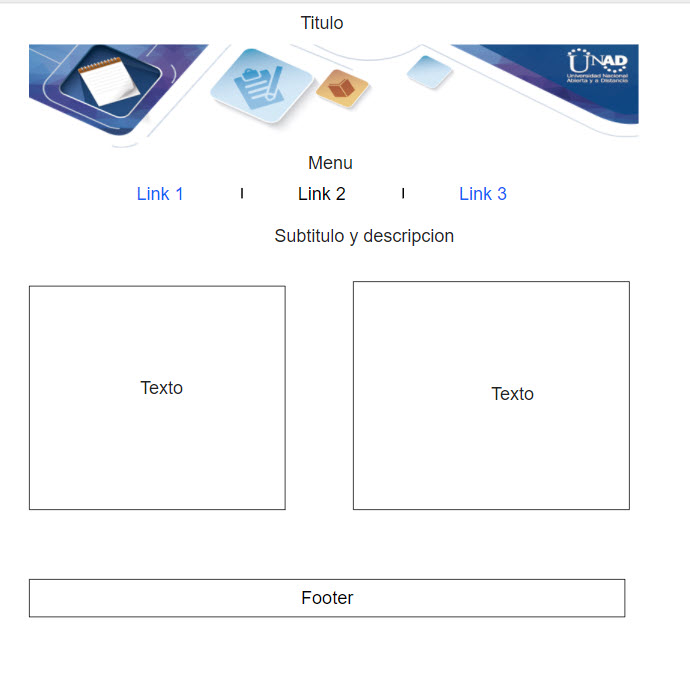 Titulo
UNAD
Universidad Nacional
Abierta y a Distancia
Menu
Link 1 I Link 2 I Link 3
Subtitulo y descripcion
Texto Texto
Footer